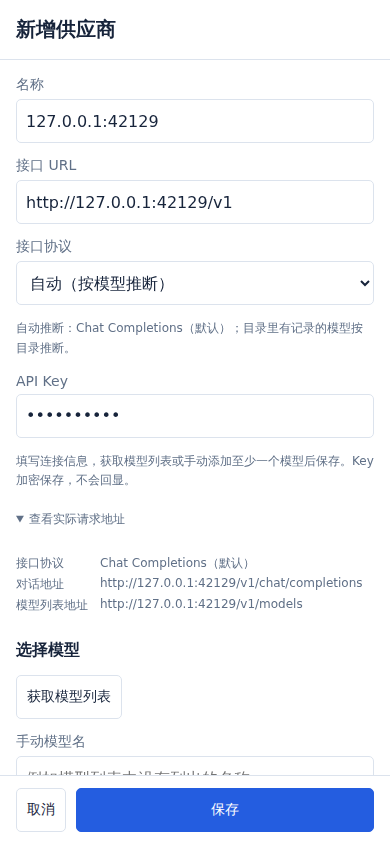 新增供应商
名称
127.0.0.1:42129
接口 URL
http://127.0.0.1:42129/v1
接口协议
自动（按模型推断）
自动推断：Chat Completions（默认）；目录里有记录的模型按
目录推断。
API Key
••••••••••
填写连接信息，获取模型列表或手动添加至少一个模型后保存。Key
加密保存，不会回显。
▼ 查看实际请求地址
接口协议 Chat Completions（默认）
对话地址 http://127.0.0.1:42129/v1/chat/completions
模型列表地址 http://127.0.0.1:42129/v1/models
选择模型
获取模型列表
手动模型名
取消 保存